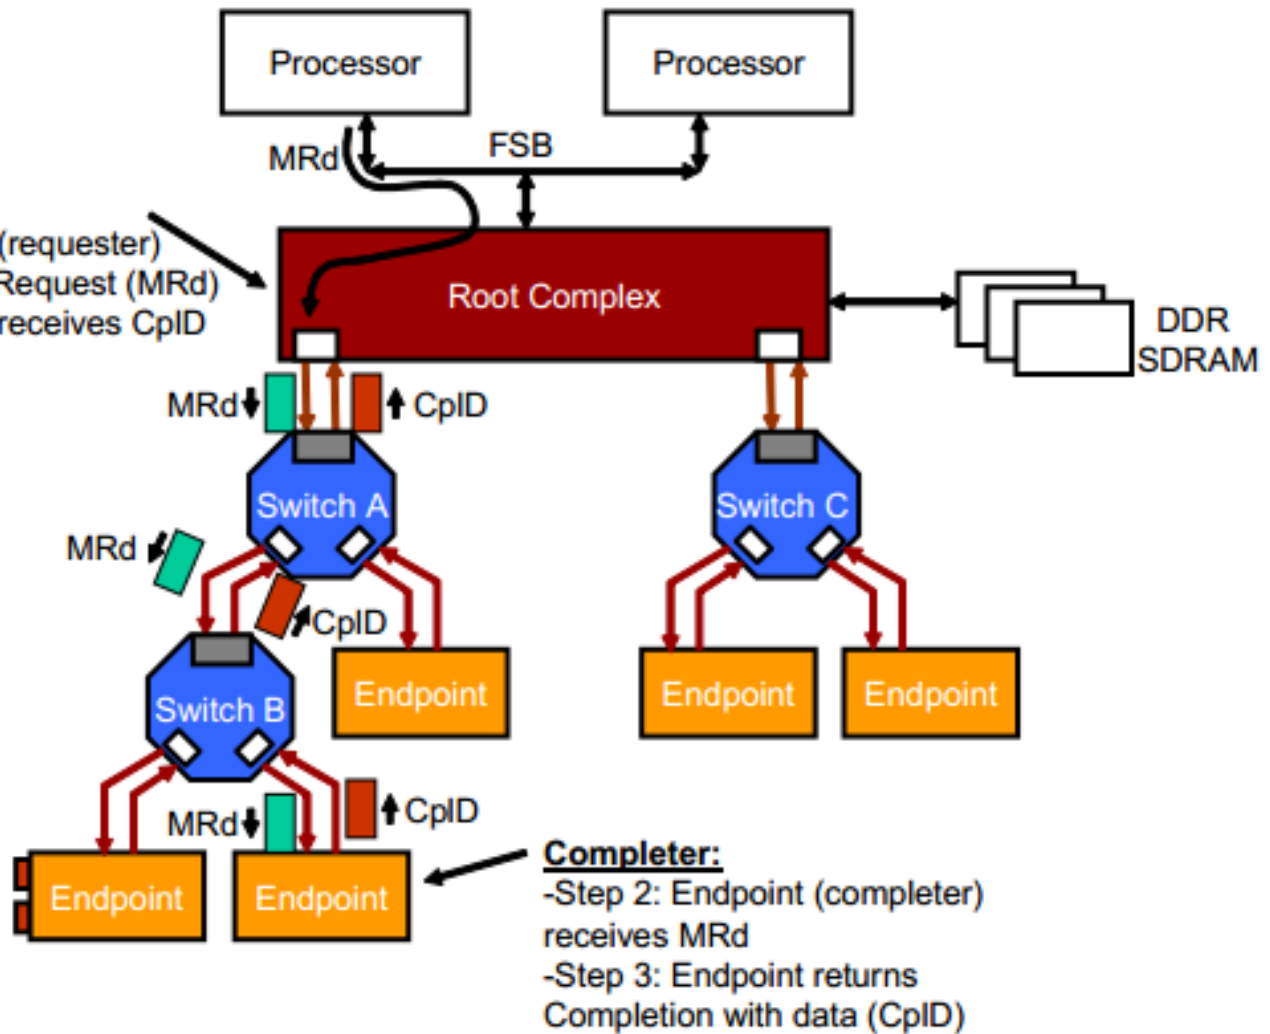 Processor
Processor
MRd
FSB
(requester)
Request (MRd)
receives CplD
Root Complex
DDR
SDRAM
MRd
CplD
Switch A
Switch C
MRd
CplD
Endpoint
Endpoint
Endpoint
Switch B
MRd
CplD
Endpoint
Endpoint
Completer:
-Step 2: Endpoint (completer)
receives MRd
-Step 3: Endpoint returns
Completion with data (CplD)